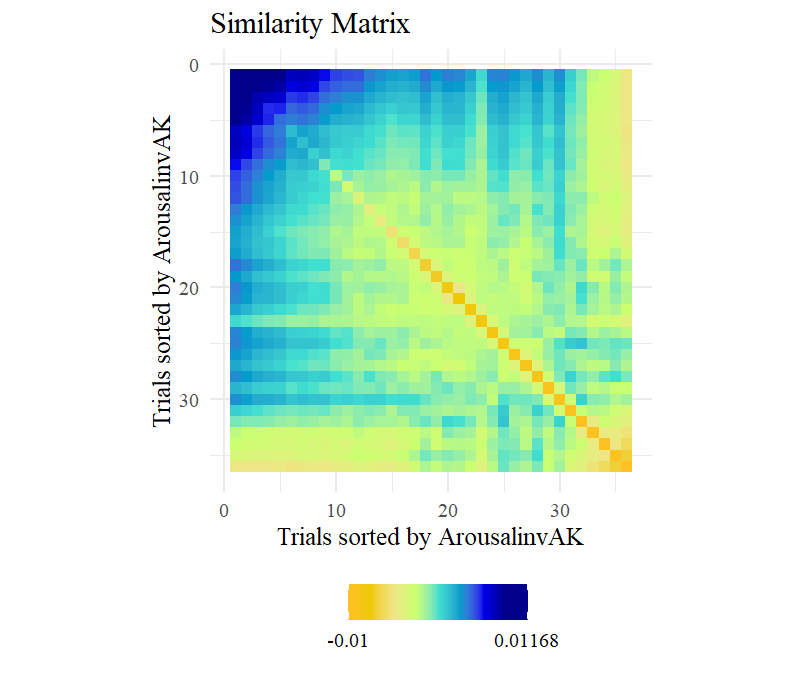 Similarity Matrix
0
10
20
30
Trials sorted by ArousalinvAK
0 10 20 30
Trials sorted by ArousalinvAK
-0.01 0.01168